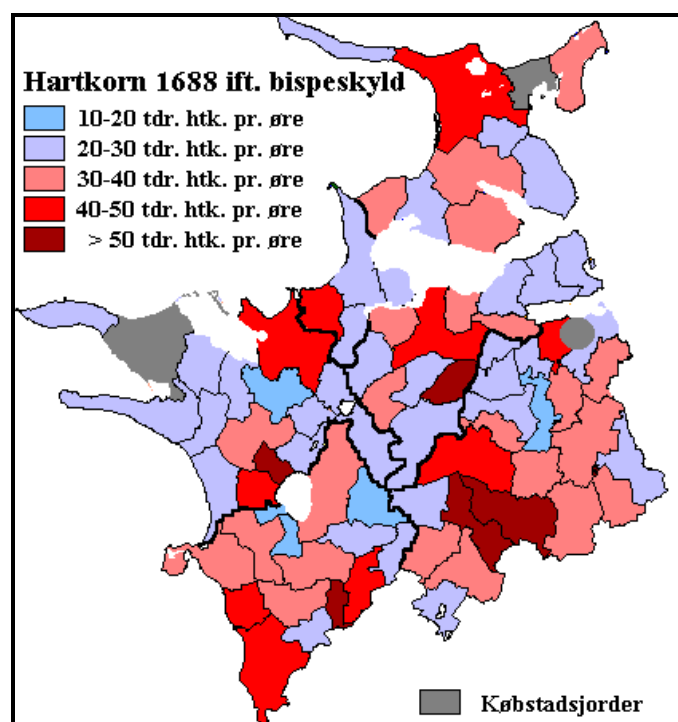 Hartkorn 1688 ift. bispeskyld
10-20 tdr. htk. pr. øre
20-30 tdr. htk. pr. øre
30-40 tdr. htk. pr. øre
40-50 tdr. htk. pr. øre
> 50 tdr. htk. pr. øre
Købstadsjorder